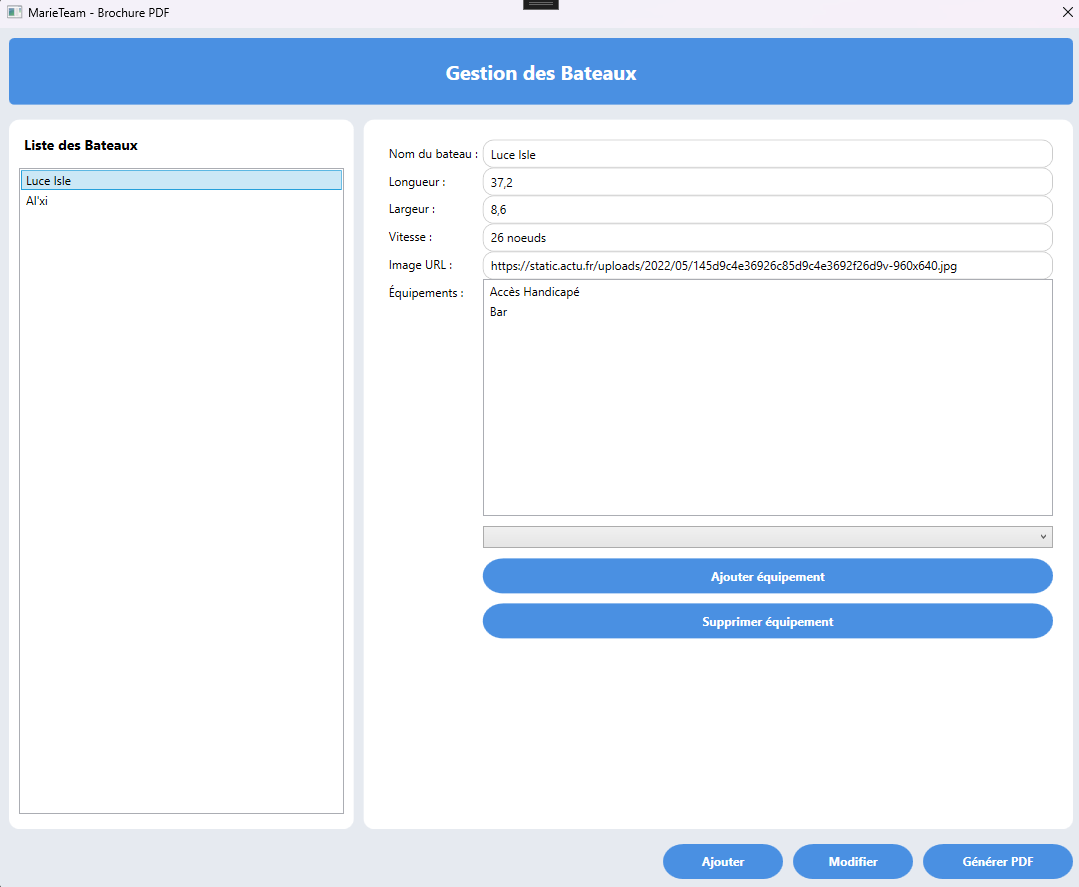 MarieTeam - Brochure PDF
Gestion des Bateaux
Liste des Bateaux
Luce Isle
Al'xi
Nom du bateau : Luce Isle
Longueur : 37,2
Largeur : 8,6
Vitesse : 26 noeuds
Image URL : https://static.actu.fr/uploads/2022/05/145d9c4e36926c85d9c4e3692f26d9v-960x640.jpg
Équipements : Accès Handicapé
Bar
Ajouter équipement
Supprimer équipement
Ajouter Modifier Générer PDF